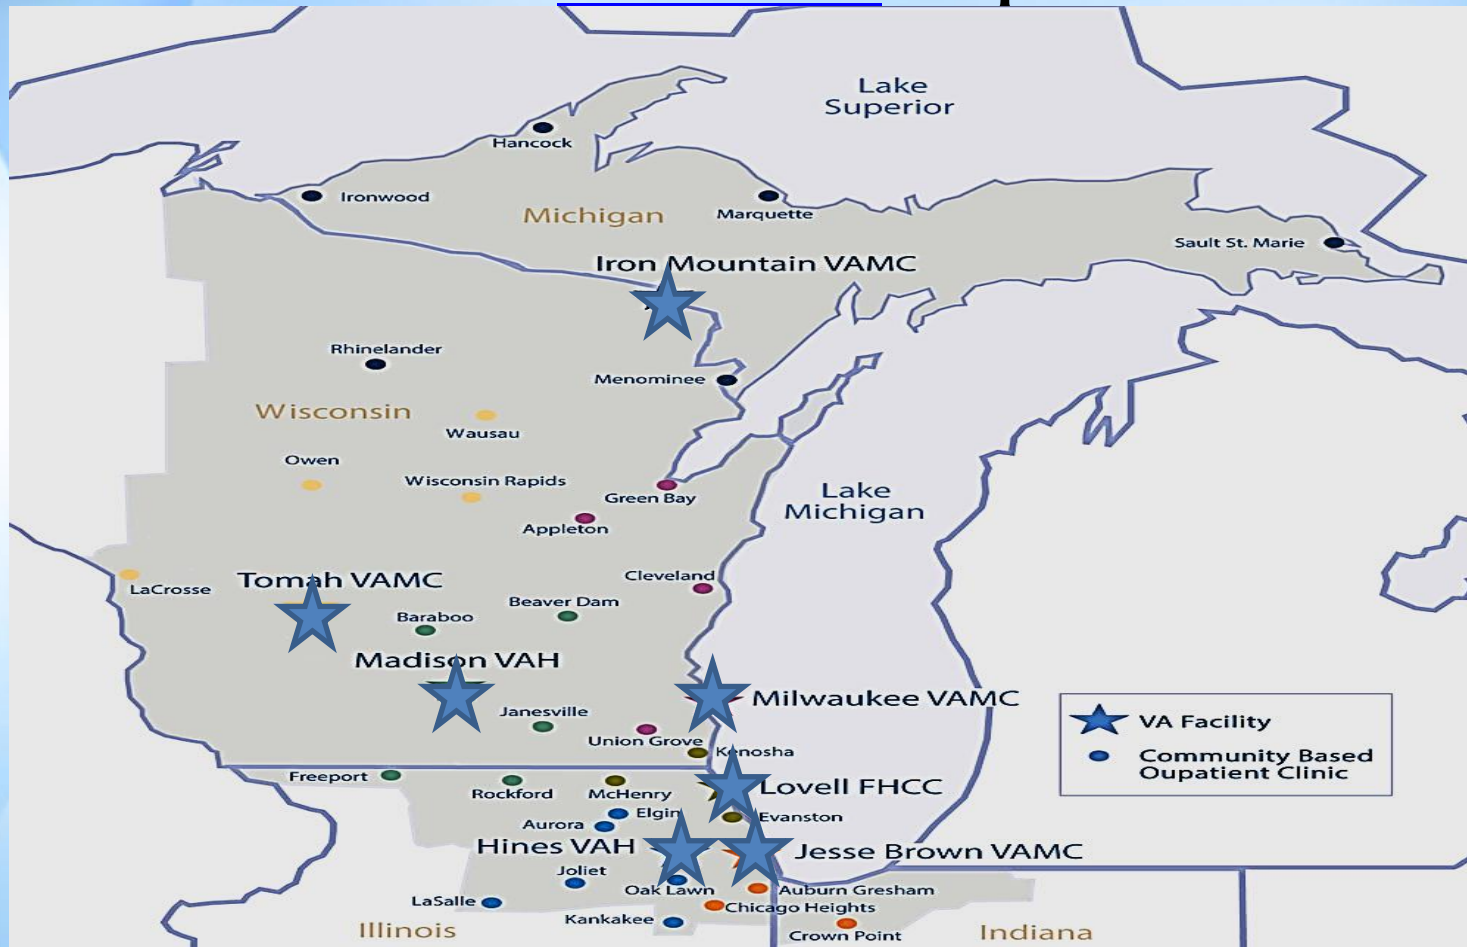 Lake
Superior
Hancock
Ironwood
Michigan
Marquette
Sault St. Marie
Iron Mountain VAMC
Rhinelander
Menominee
Wisconsin
Wausau
Owen
Wisconsin Rapids
Green Bay
Lake
Michigan
Appleton
Tomah VAMC
Cleveland
LaCrosse
Beaver Dam
Baraboo
Madison VAH
Milwaukee VAMC
Janesville
VA Facility
Union Grove
Kenosha
Community Based
Oupatient Clinic
Freeport
Rockford
McHenry
Lovell FHCC
Elgin
Evanston
Aurora
Hines VAH
Jesse Brown VAMC
Joliet
Oak Lawn
Auburn Gresham
LaSalle
Chicago Heights
Kankakee
Illinois
Crown Point
Indiana